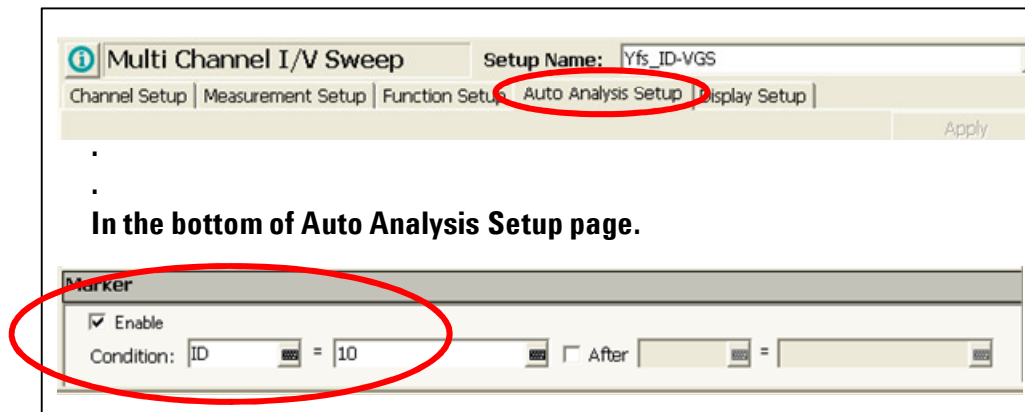 Multi Channel I/V Sweep Setup Name: Yfs_ID-VGS
Channel Setup Measurement Setup Function Setup Auto Analysis Setup Display Setup
Apply
.
.
In the bottom of Auto Analysis Setup page.
Marker
Enable
Condition: ID = 10 After =